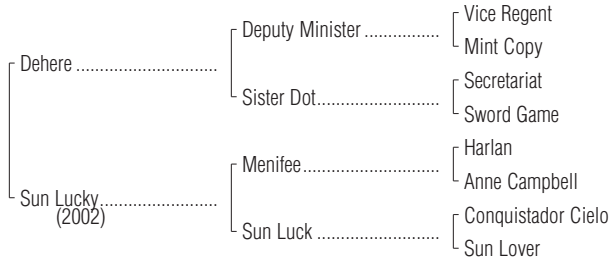 Vice Regent
Deputy Minister ..................
Mint Copy
Dehere ..................................
Secretariat
Sister Dot..............................
Sword Game
Harlan
Menifee.................................
Anne Campbell
Sun Lucky.............................
(2002)
Conquistador Cielo
Sun Luck ..............................
Sun Lover